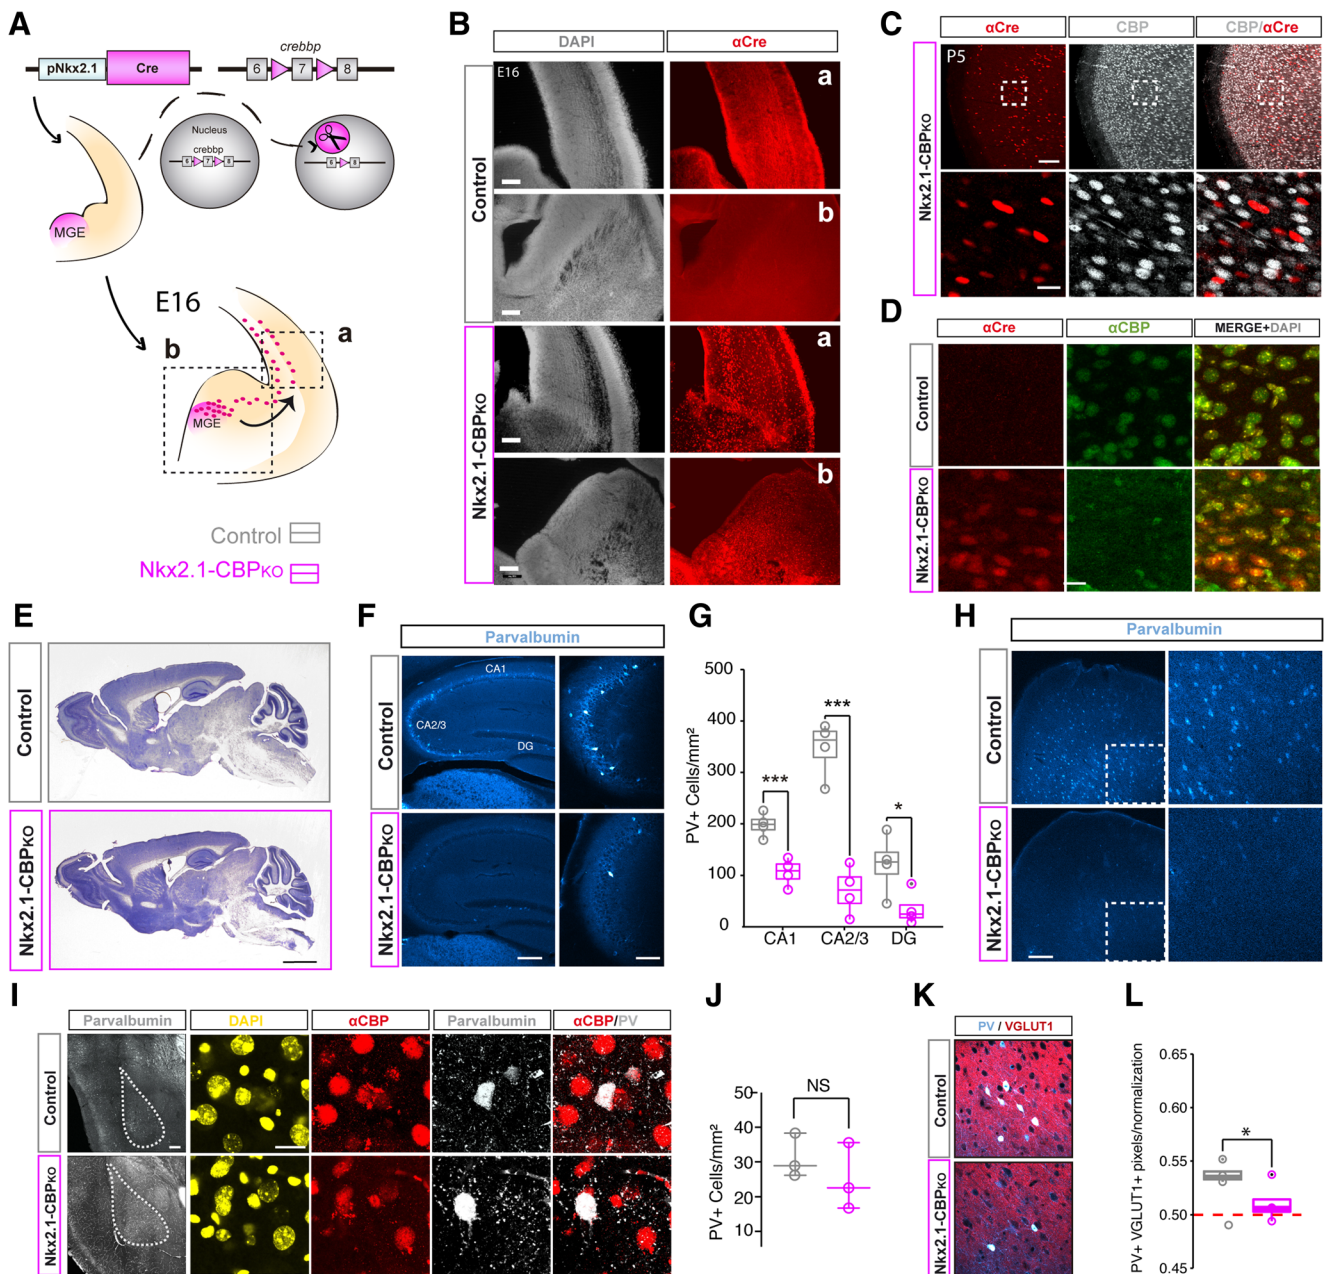 A
pNkx2.1
Cre
crebbp
6
7
8
Nucleus
crebbp
6
7
8
6
8
MGE
E16
a
b
MGE
Control
Nkx2.1-CBPKO
B
DAPI
αCre
Control
E16
a
b
Nkx2.1-CBPKO
a
b
C
αCre
CBP
CBP/αCre
Nkx2.1-CBPKO
P5
D
αCre
αCBP
MERGE+DAPI
Control
Nkx2.1-CBPKO
E
Control
Nkx2.1-CBPKO
F
Parvalbumin
Control
CA1
CA2/3
DG
Nkx2.1-CBPKO
G
PV+ Cells/mm²
500
400
300
200
100
0
***
***
*
CA1
CA2/3
DG
H
Parvalbumin
Control
Nkx2.1-CBPKO
I
Parvalbumin
DAPI
αCBP
Parvalbumin
αCBP/PV
Control
Nkx2.1-CBPKO
J
PV+ Cells/mm²
50
40
30
20
10
NS
K
PV / VGLUT1
Control
Nkx2.1-CBPKO
L
PV+ VGLUT1+ pixels/normalization
0.65
0.60
0.55
0.50
0.45
*